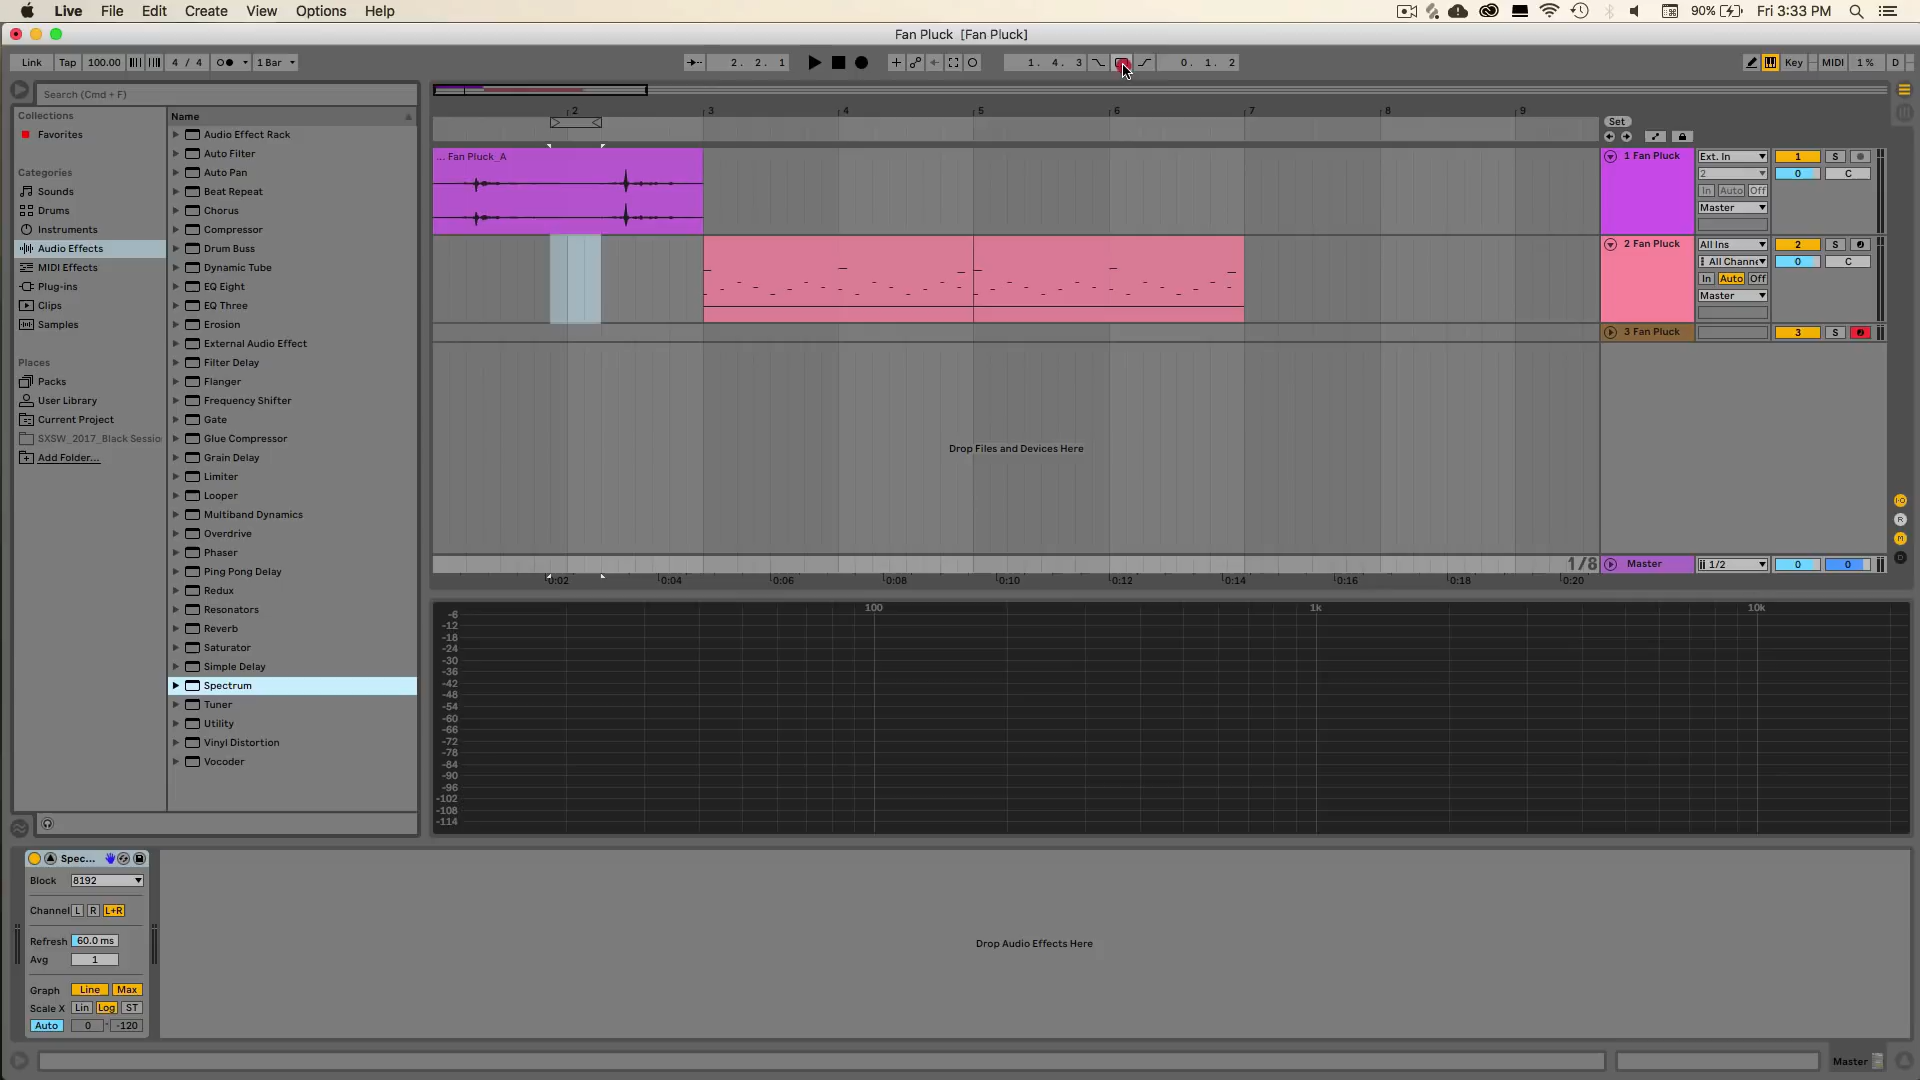 Live File Edit Create View Options Help
90% Fri 3:33 PM
Fan Pluck [Fan Pluck]
Link Tap 100.00 4 / 4 1 Bar
2. 2. 1
1. 4. 3
0. 1. 2
Key MIDI 1 % D
Search (Cmd + F)
Collections
Favorites
Categories
Sounds
Drums
Instruments
Audio Effects
MIDI Effects
Plug-ins
Clips
Samples
Places
Packs
User Library
Current Project
SXSW_2017_Black Sessio
Add Folder...
Name
Audio Effect Rack
Auto Filter
Auto Pan
Beat Repeat
Chorus
Compressor
Drum Buss
Dynamic Tube
EQ Eight
EQ Three
Erosion
External Audio Effect
Filter Delay
Flanger
Frequency Shifter
Gate
Glue Compressor
Grain Delay
Limiter
Looper
Multiband Dynamics
Overdrive
Phaser
Ping Pong Delay
Redux
Resonators
Reverb
Saturator
Simple Delay
Spectrum
Tuner
Utility
Vinyl Distortion
Vocoder
2 3 4 5 6 7 8 9
Set
... Fan Pluck_A
1 Fan Pluck Ext. In 1 S
2 0 C
In Auto Off
Master
2 Fan Pluck All Ins 2 S
All Channe 0 C
In Auto Off
Master
3 Fan Pluck 3 S
Drop Files and Devices Here
1/8
Master 1/2 0 0
0:02 0:04 0:06 0:08 0:10 0:12 0:14 0:16 0:18 0:20
R
M
D
100 1k 10k
-6
-12
-18
-24
-30
-36
-42
-48
-54
-60
-66
-72
-78
-84
-90
-96
-102
-108
-114
Spec...
Block 8192
Channel L R L+R
Refresh 60.0 ms
Avg 1
Graph Line Max
Scale X Lin Log ST
Auto 0 - -120
Drop Audio Effects Here
Master